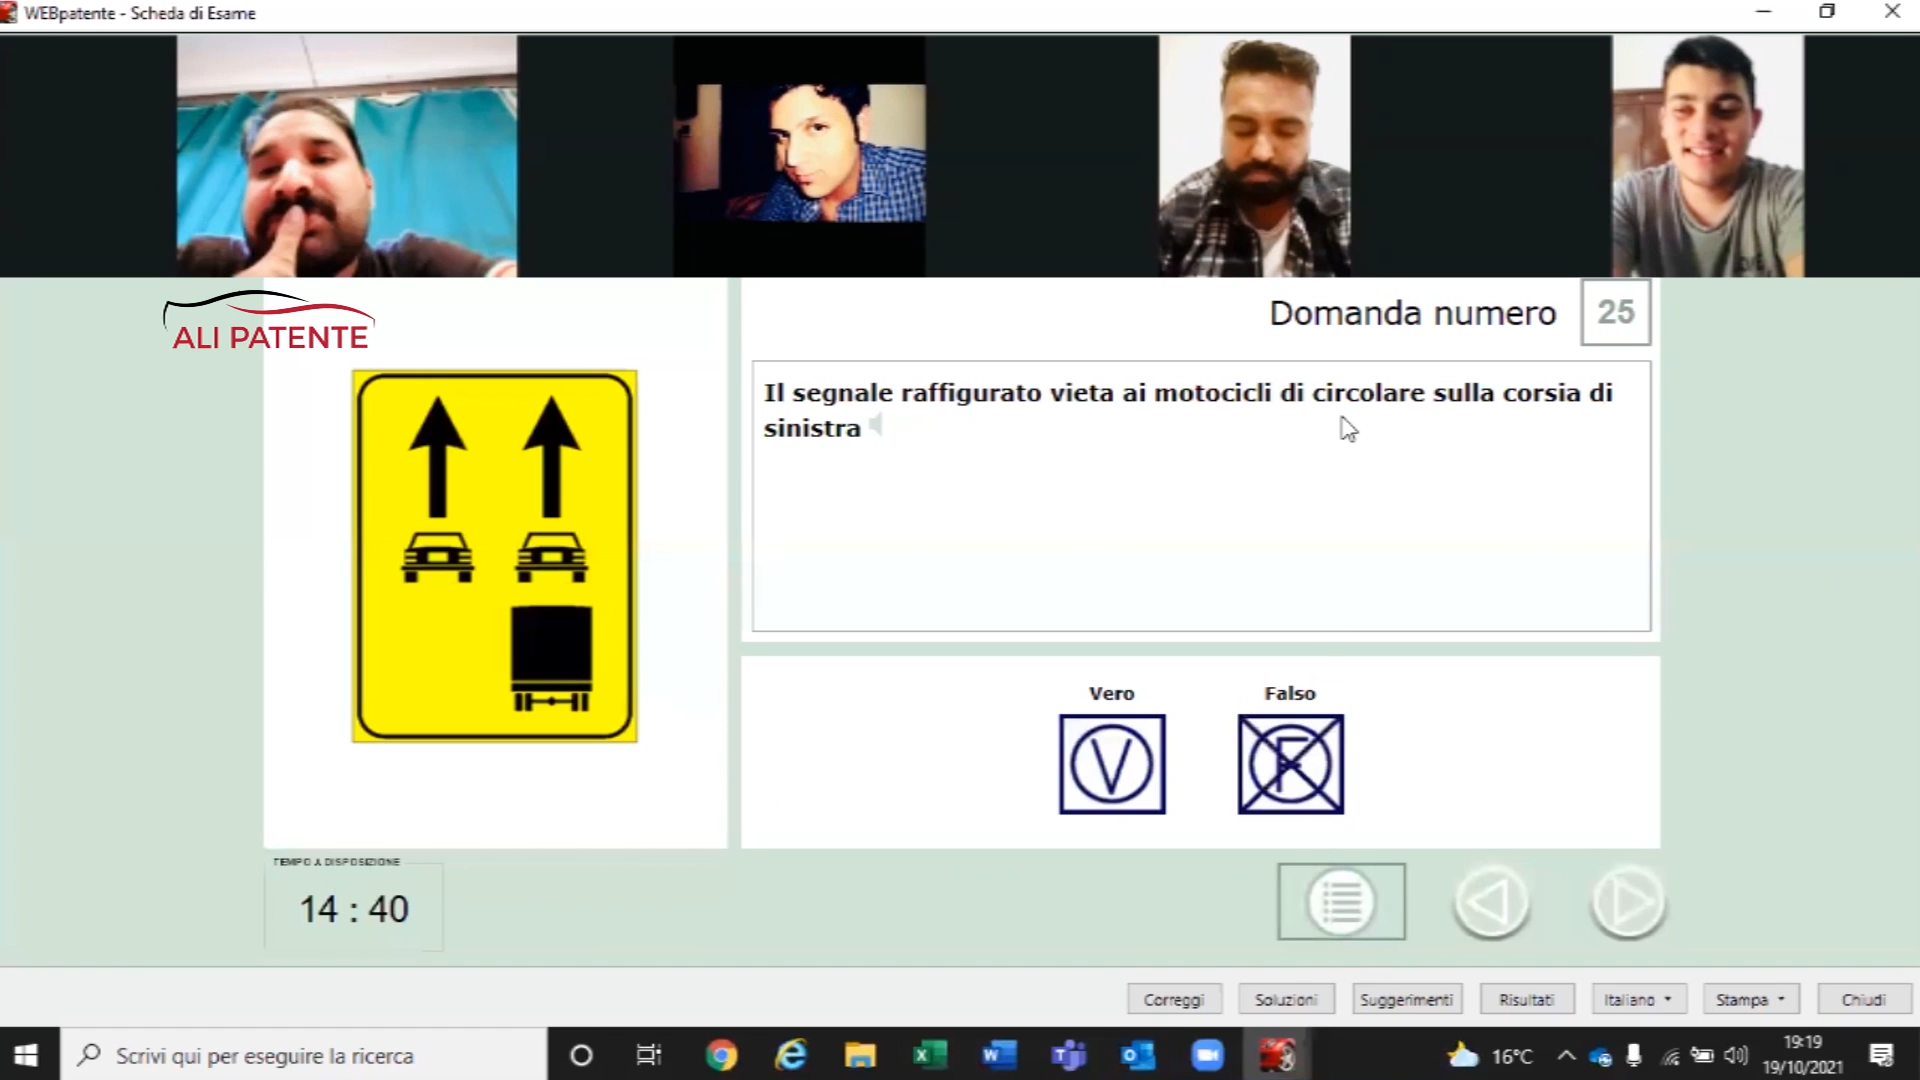 WEBpatente - Scheda di Esame
ALI PATENTE
Domanda numero 25
Il segnale raffigurato vieta ai motocicli di circolare sulla corsia di
sinistra
Vero Falso
V F
TEMPO A DISPOSIZIONE
14 : 40
Correggi Soluzioni Suggerimenti Risultati Italiano Stampa Chiudi
Scrivi qui per eseguire la ricerca
16°C
19:19
19/10/2021